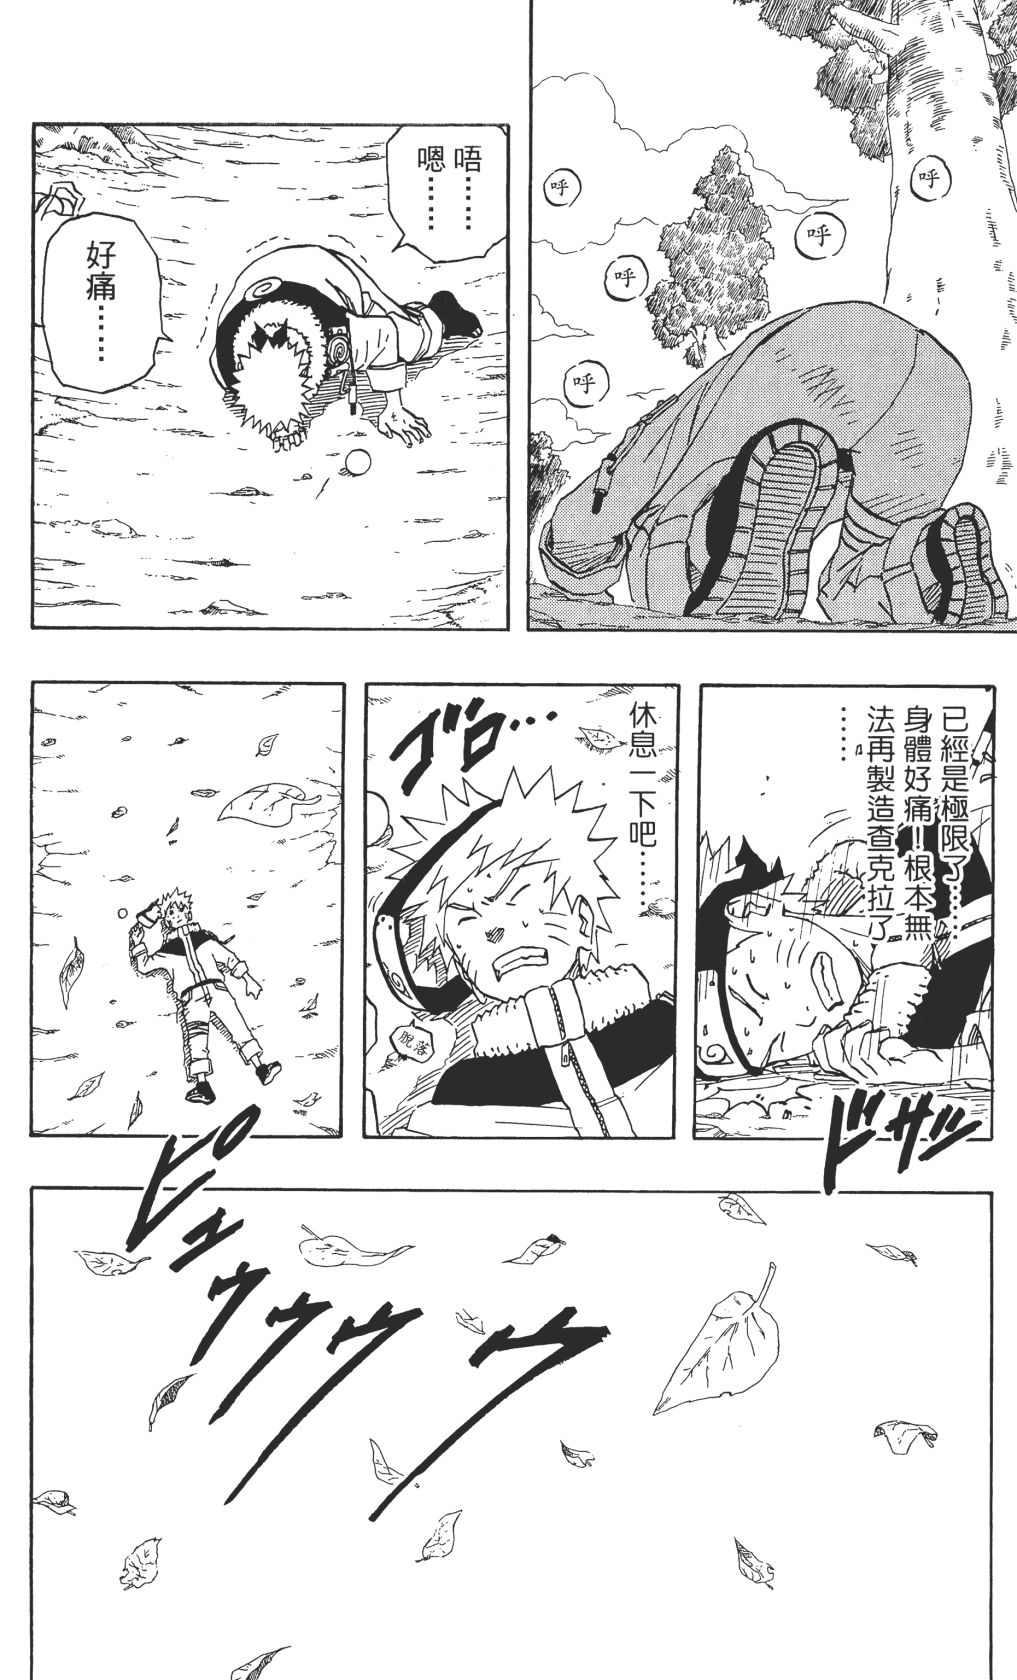 呼
呼
呼
呼
呼
唔……
嗯……
好痛……
已經是極限了……
身體好痛！根本無
法再製造查克拉了
……
ドサッ
休息一下吧……
ゴロ…
脫落
ピュウウウウ